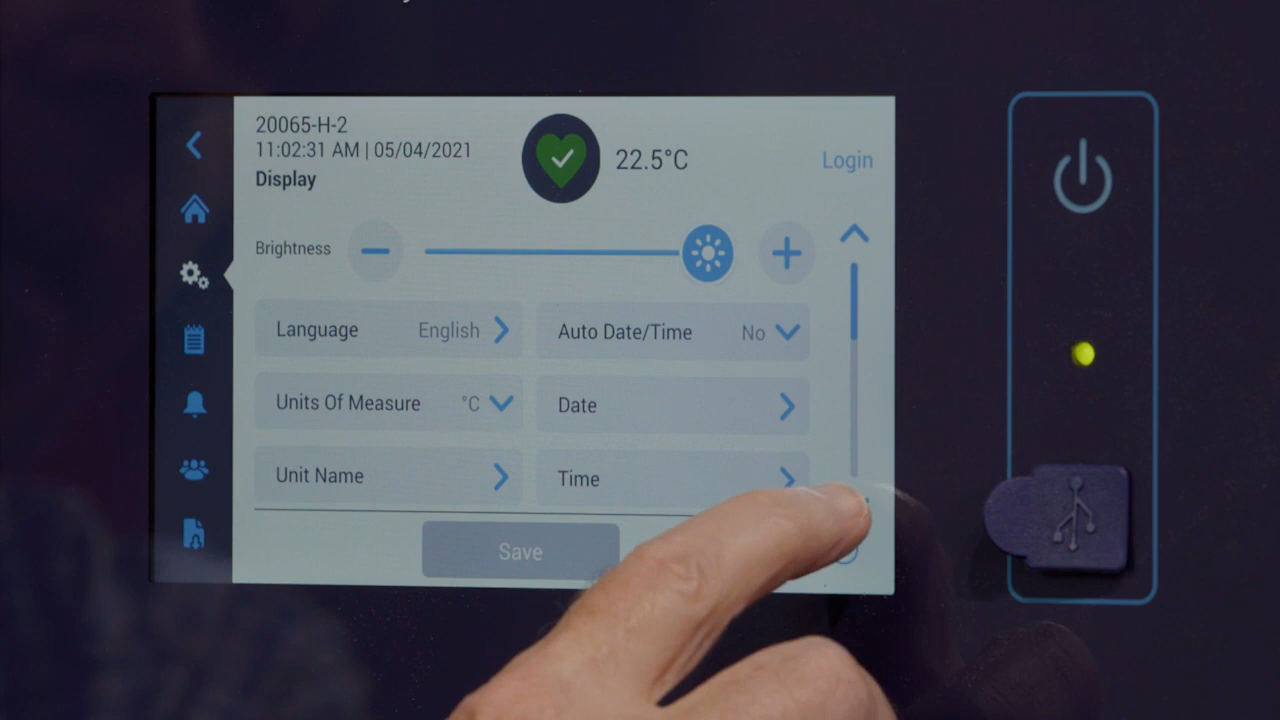 20065-H-2
11:02:31 AM | 05/04/2021
Display
22.5°C
Login
Brightness
Language English
Auto Date/Time No
Units Of Measure °C
Date
Unit Name
Time
Save